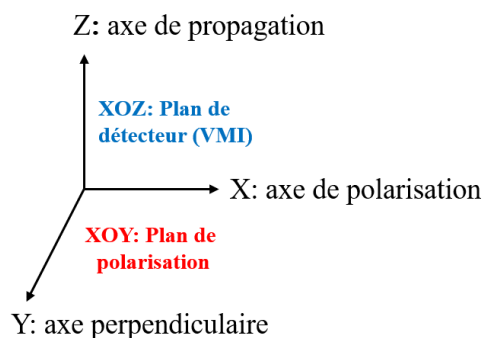 Z: axe de propagation
XOZ: Plan de
détecteur (VMI)
X: axe de polarisation
XOY: Plan de
polarisation
Y: axe perpendiculaire